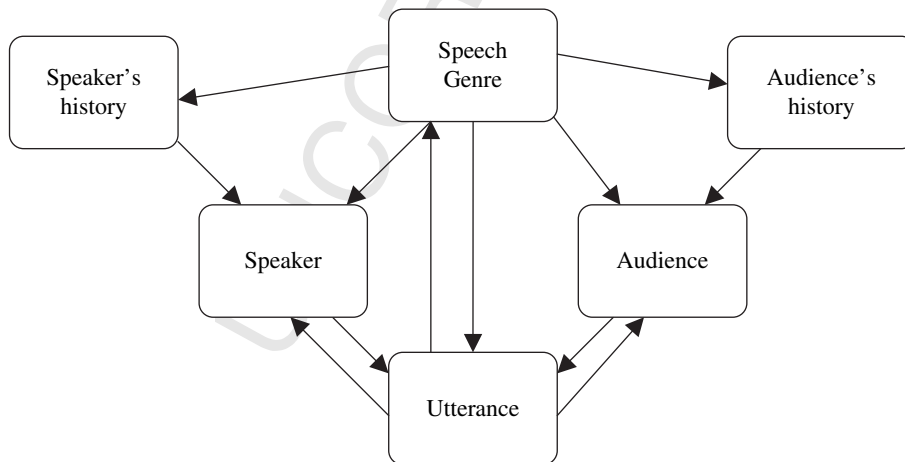 Speaker's
history
Speech
Genre
Audience's
history
Speaker
Audience
Utterance